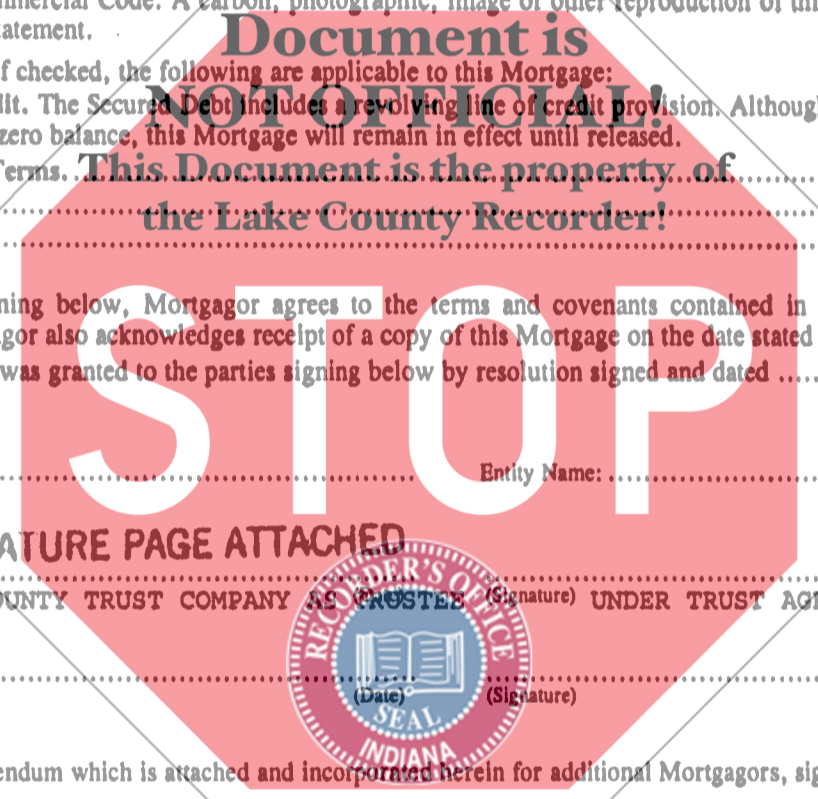 mmercial Code. A carbon, photographic, image or other reproduction of thi
atement.
Document is
f checked, the following are applicable to this Mortgage:
lit. The Secured Debt includes a revolving line of credit provision. Although
NOT OFFICIAL!
zero balance, this Mortgage will remain in effect until released.
Terms.
This Document is the property of
the Lake County Recorder!
STOP
ning below, Mortgagor agrees to the terms and covenants contained in
gor also acknowledges receipt of a copy of this Mortgage on the date stated
was granted to the parties signing below by resolution signed and dated .....
Entity Name: ....................
ATURE PAGE ATTACHED
OUNTY TRUST COMPANY AS TRUSTEE (Signature) UNDER TRUST AGR
RECORDER'S OFFICE
(Date) (Signature)
SEAL
INDIANA
endum which is attached and incorporated herein for additional Mortgagors, sig